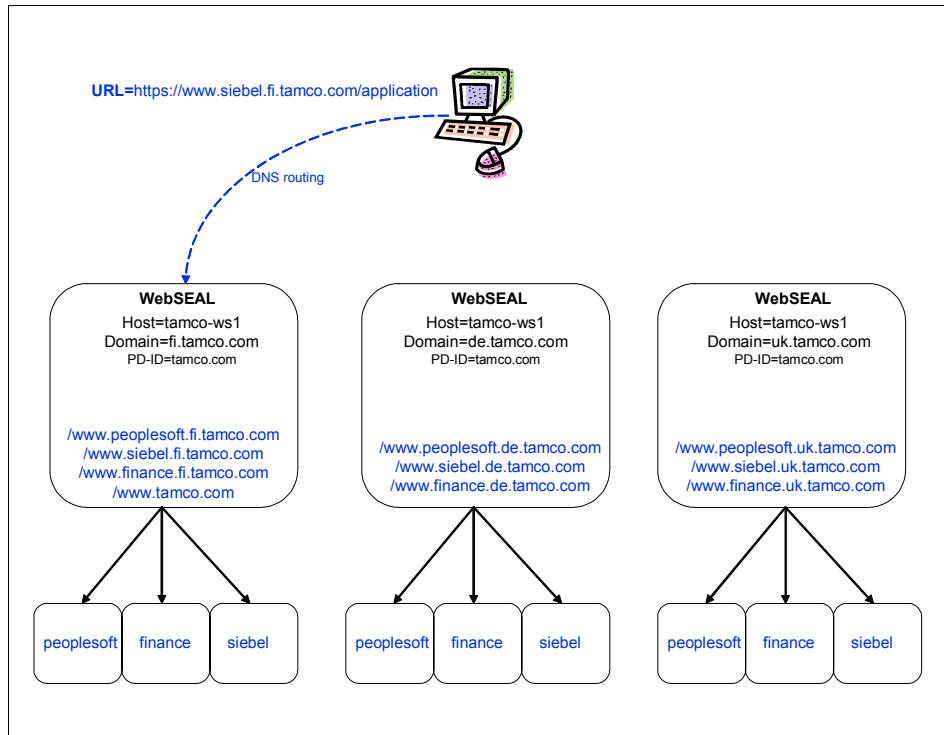 URL=https://www.siebel.fi.tamco.com/application
DNS routing
WebSEAL
Host=tamco-ws1
Domain=fi.tamco.com
PD-ID=tamco.com
/www.peoplesoft.fi.tamco.com
/www.siebel.fi.tamco.com
/www.finance.fi.tamco.com
/www.tamco.com
WebSEAL
Host=tamco-ws1
Domain=de.tamco.com
PD-ID=tamco.com
/www.peoplesoft.de.tamco.com
/www.siebel.de.tamco.com
/www.finance.de.tamco.com
WebSEAL
Host=tamco-ws1
Domain=uk.tamco.com
PD-ID=tamco.com
/www.peoplesoft.uk.tamco.com
/www.siebel.uk.tamco.com
/www.finance.uk.tamco.com
peoplesoft
finance
siebel
peoplesoft
finance
siebel
peoplesoft
finance
siebel